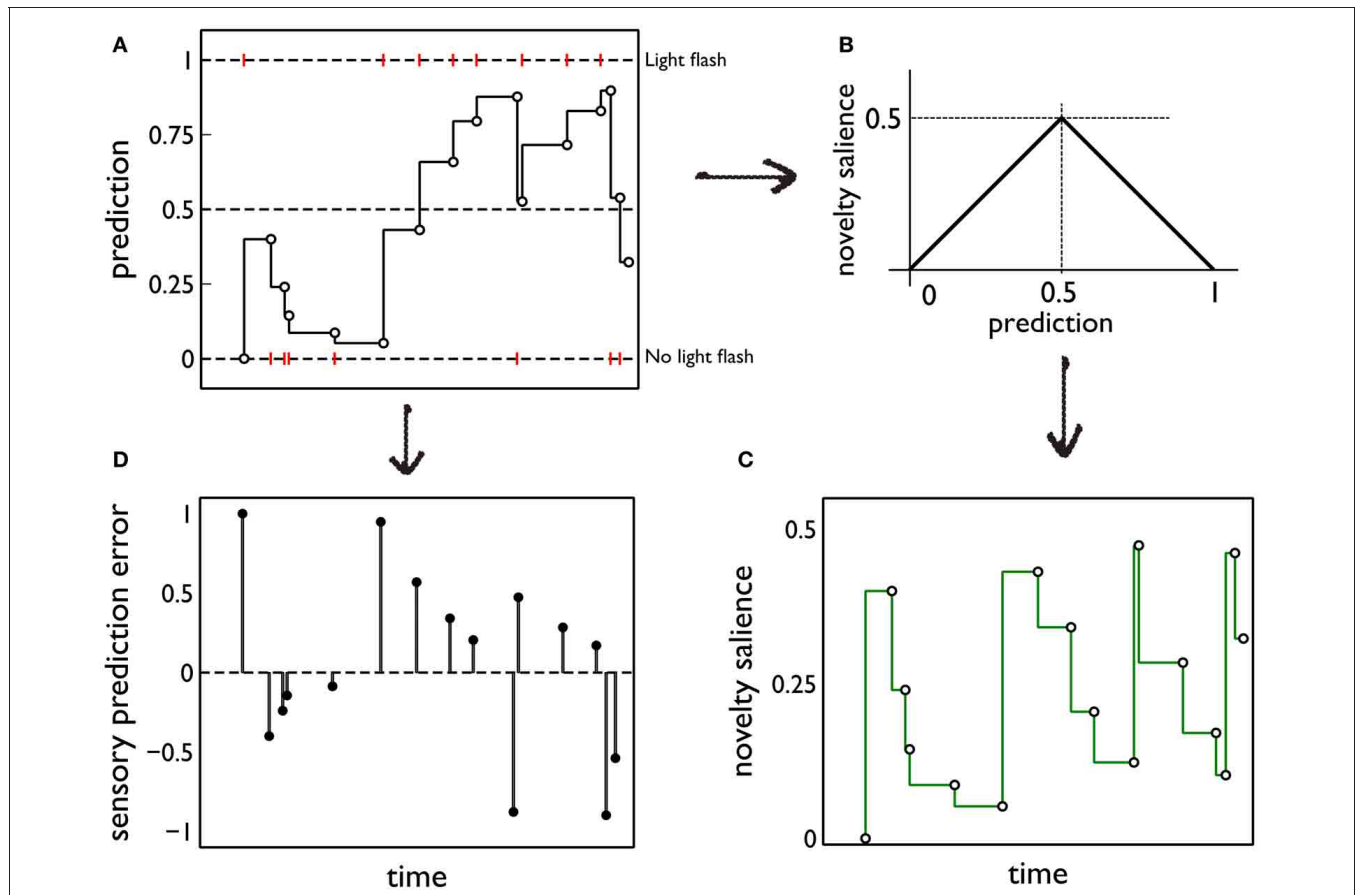 A
1
0.75
0.5
0.25
0
prediction
Light flash
No light flash
B
0.5
novelty salience
0
0.5
1
prediction
D
1
0.5
0
−0.5
−1
sensory prediction error
time
C
0.5
0.25
0
novelty salience
time